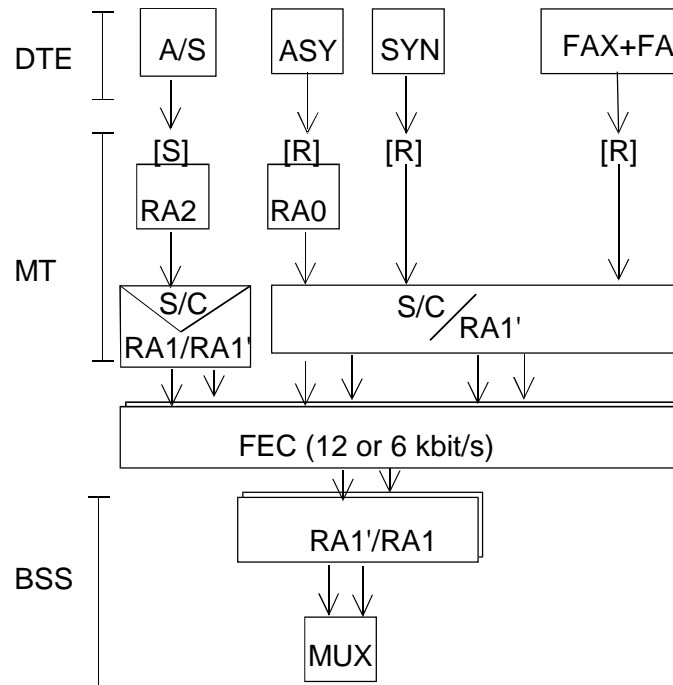 DTE
A/S
ASY
SYN
FAX+FA
[S]
[R]
[R]
[R]
RA2
RA0
MT
S/C
RA1/RA1'
S/C
RA1'
FEC (12 or 6 kbit/s)
BSS
RA1'/RA1
MUX